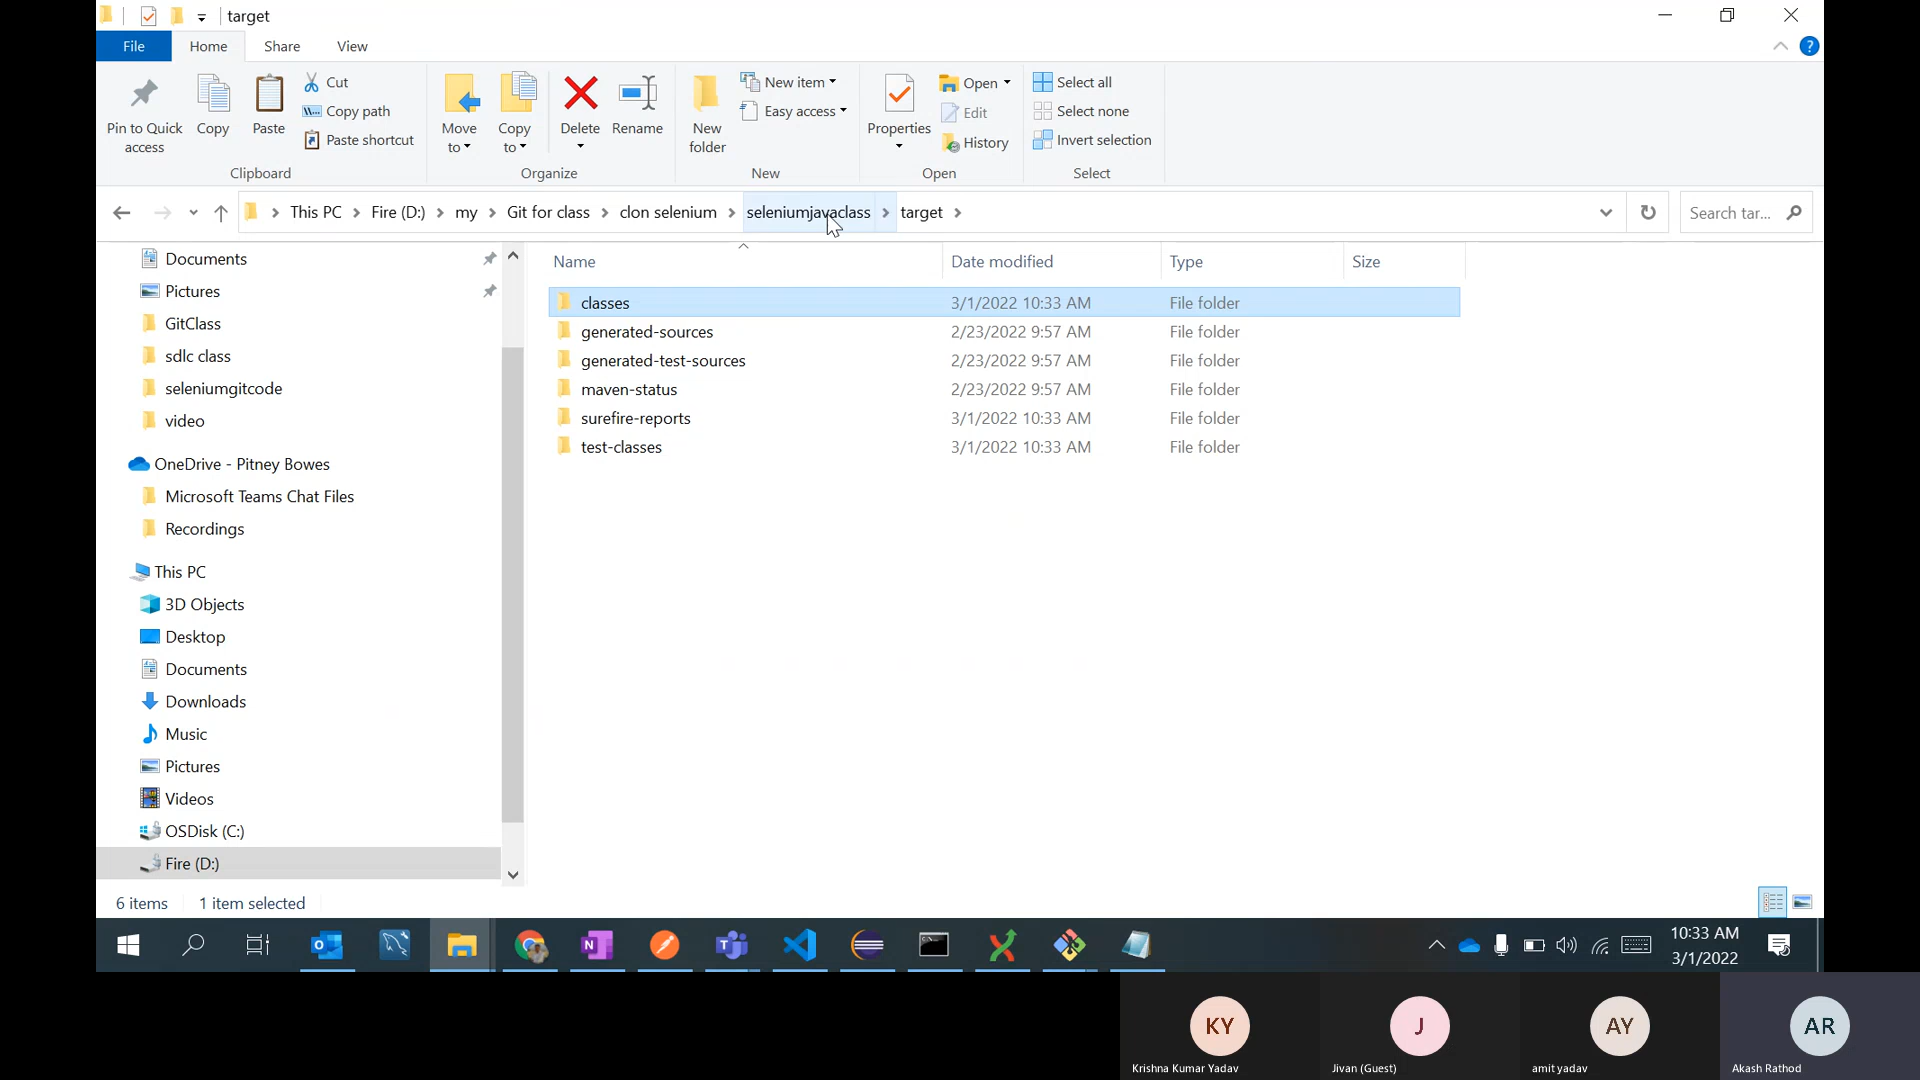 target
File Home Share View
Pin to Quick access
Copy
Paste
Cut
Copy path
Paste shortcut
Clipboard
Move to
Copy to
Delete
Rename
Organize
New folder
New item
Easy access
New
Properties
Open
Edit
History
Open
Select all
Select none
Invert selection
Select
This PC Fire (D:) my Git for class clon selenium seleniumjavaclass target
Search tar...
Documents
Pictures
GitClass
sdlc class
seleniumgitcode
video
OneDrive - Pitney Bowes
Microsoft Teams Chat Files
Recordings
This PC
3D Objects
Desktop
Documents
Downloads
Music
Pictures
Videos
OSDisk (C:)
Fire (D:)
Name Date modified Type Size
classes 3/1/2022 10:33 AM File folder
generated-sources 2/23/2022 9:57 AM File folder
generated-test-sources 2/23/2022 9:57 AM File folder
maven-status 2/23/2022 9:57 AM File folder
surefire-reports 3/1/2022 10:33 AM File folder
test-classes 3/1/2022 10:33 AM File folder
6 items 1 item selected
10:33 AM
3/1/2022
KY J AY AR
Krishna Kumar Yadav Jivan (Guest) amit yadav Akash Rathod